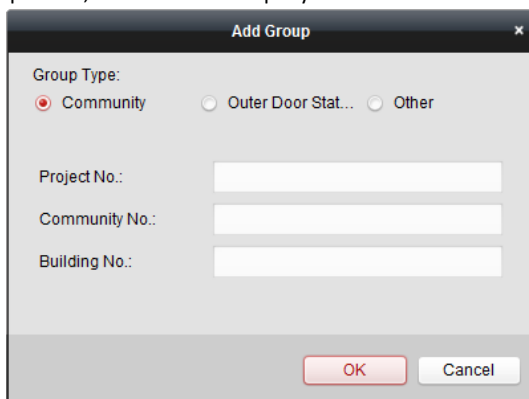 Add Group ×
Group Type:
Community Outer Door Stat... Other
Project No.:
Community No.:
Building No.:
OK Cancel